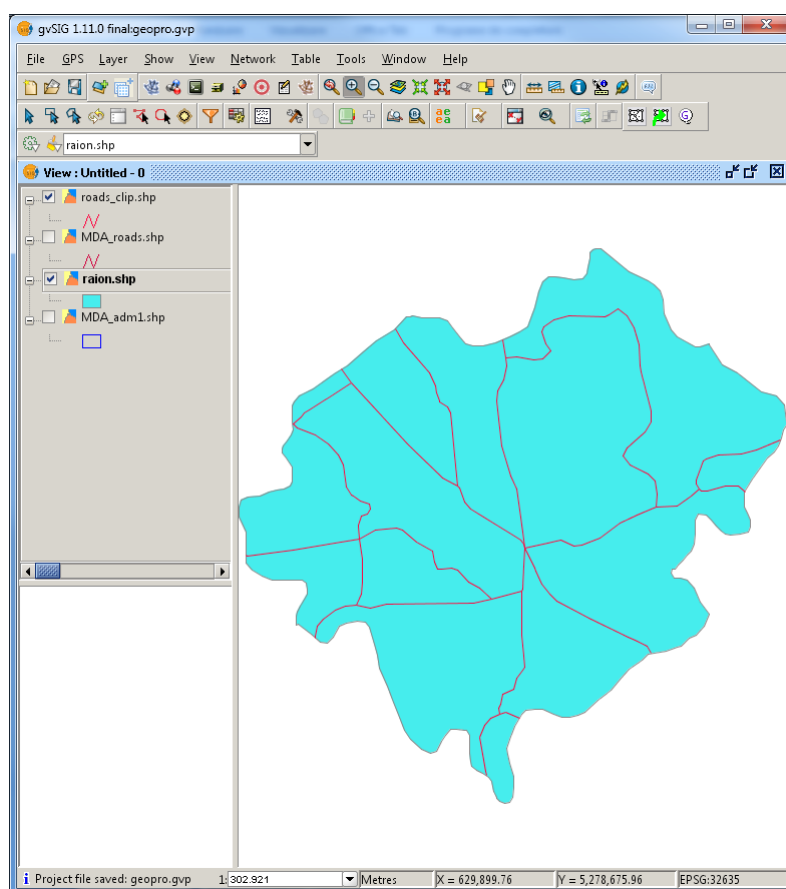 gvSIG 1.11.0 final:geopro.gvp
File GPS Layer Show View Network Table Tools Window Help
raion.shp
View : Untitled - 0
roads_clip.shp
MDA_roads.shp
raion.shp
MDA_adm1.shp
Project file saved: geopro.gvp 1: 302.921 Metres X = 629,899.76 Y = 5,278,675.96 EPSG:32635